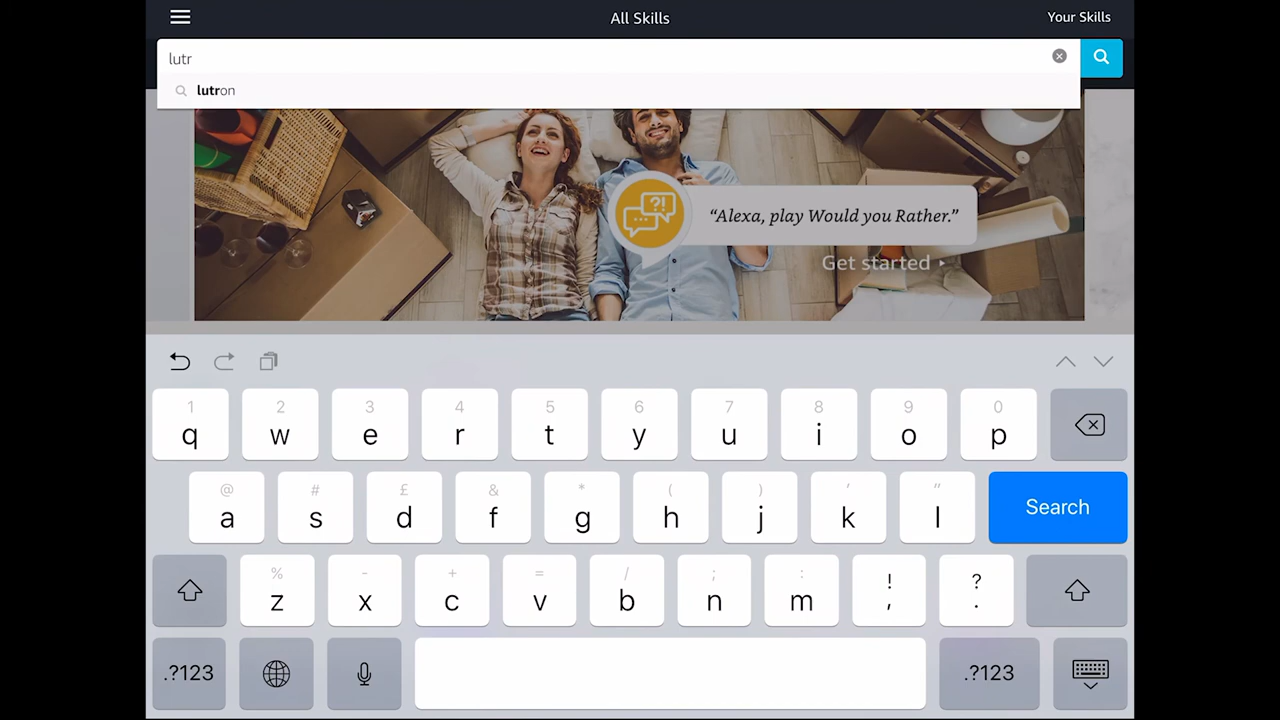 All Skills
Your Skills
lutr
lutron
?!
“Alexa, play Would you Rather.”
Get started
1 2 3 4 5 6 7 8 9 0
q w e r t y u i o p
@ # £ & * ( ) ' "
a s d f g h j k l Search
% - + = / ; : ! ?
z x c v b n m , .
.?123 .?123